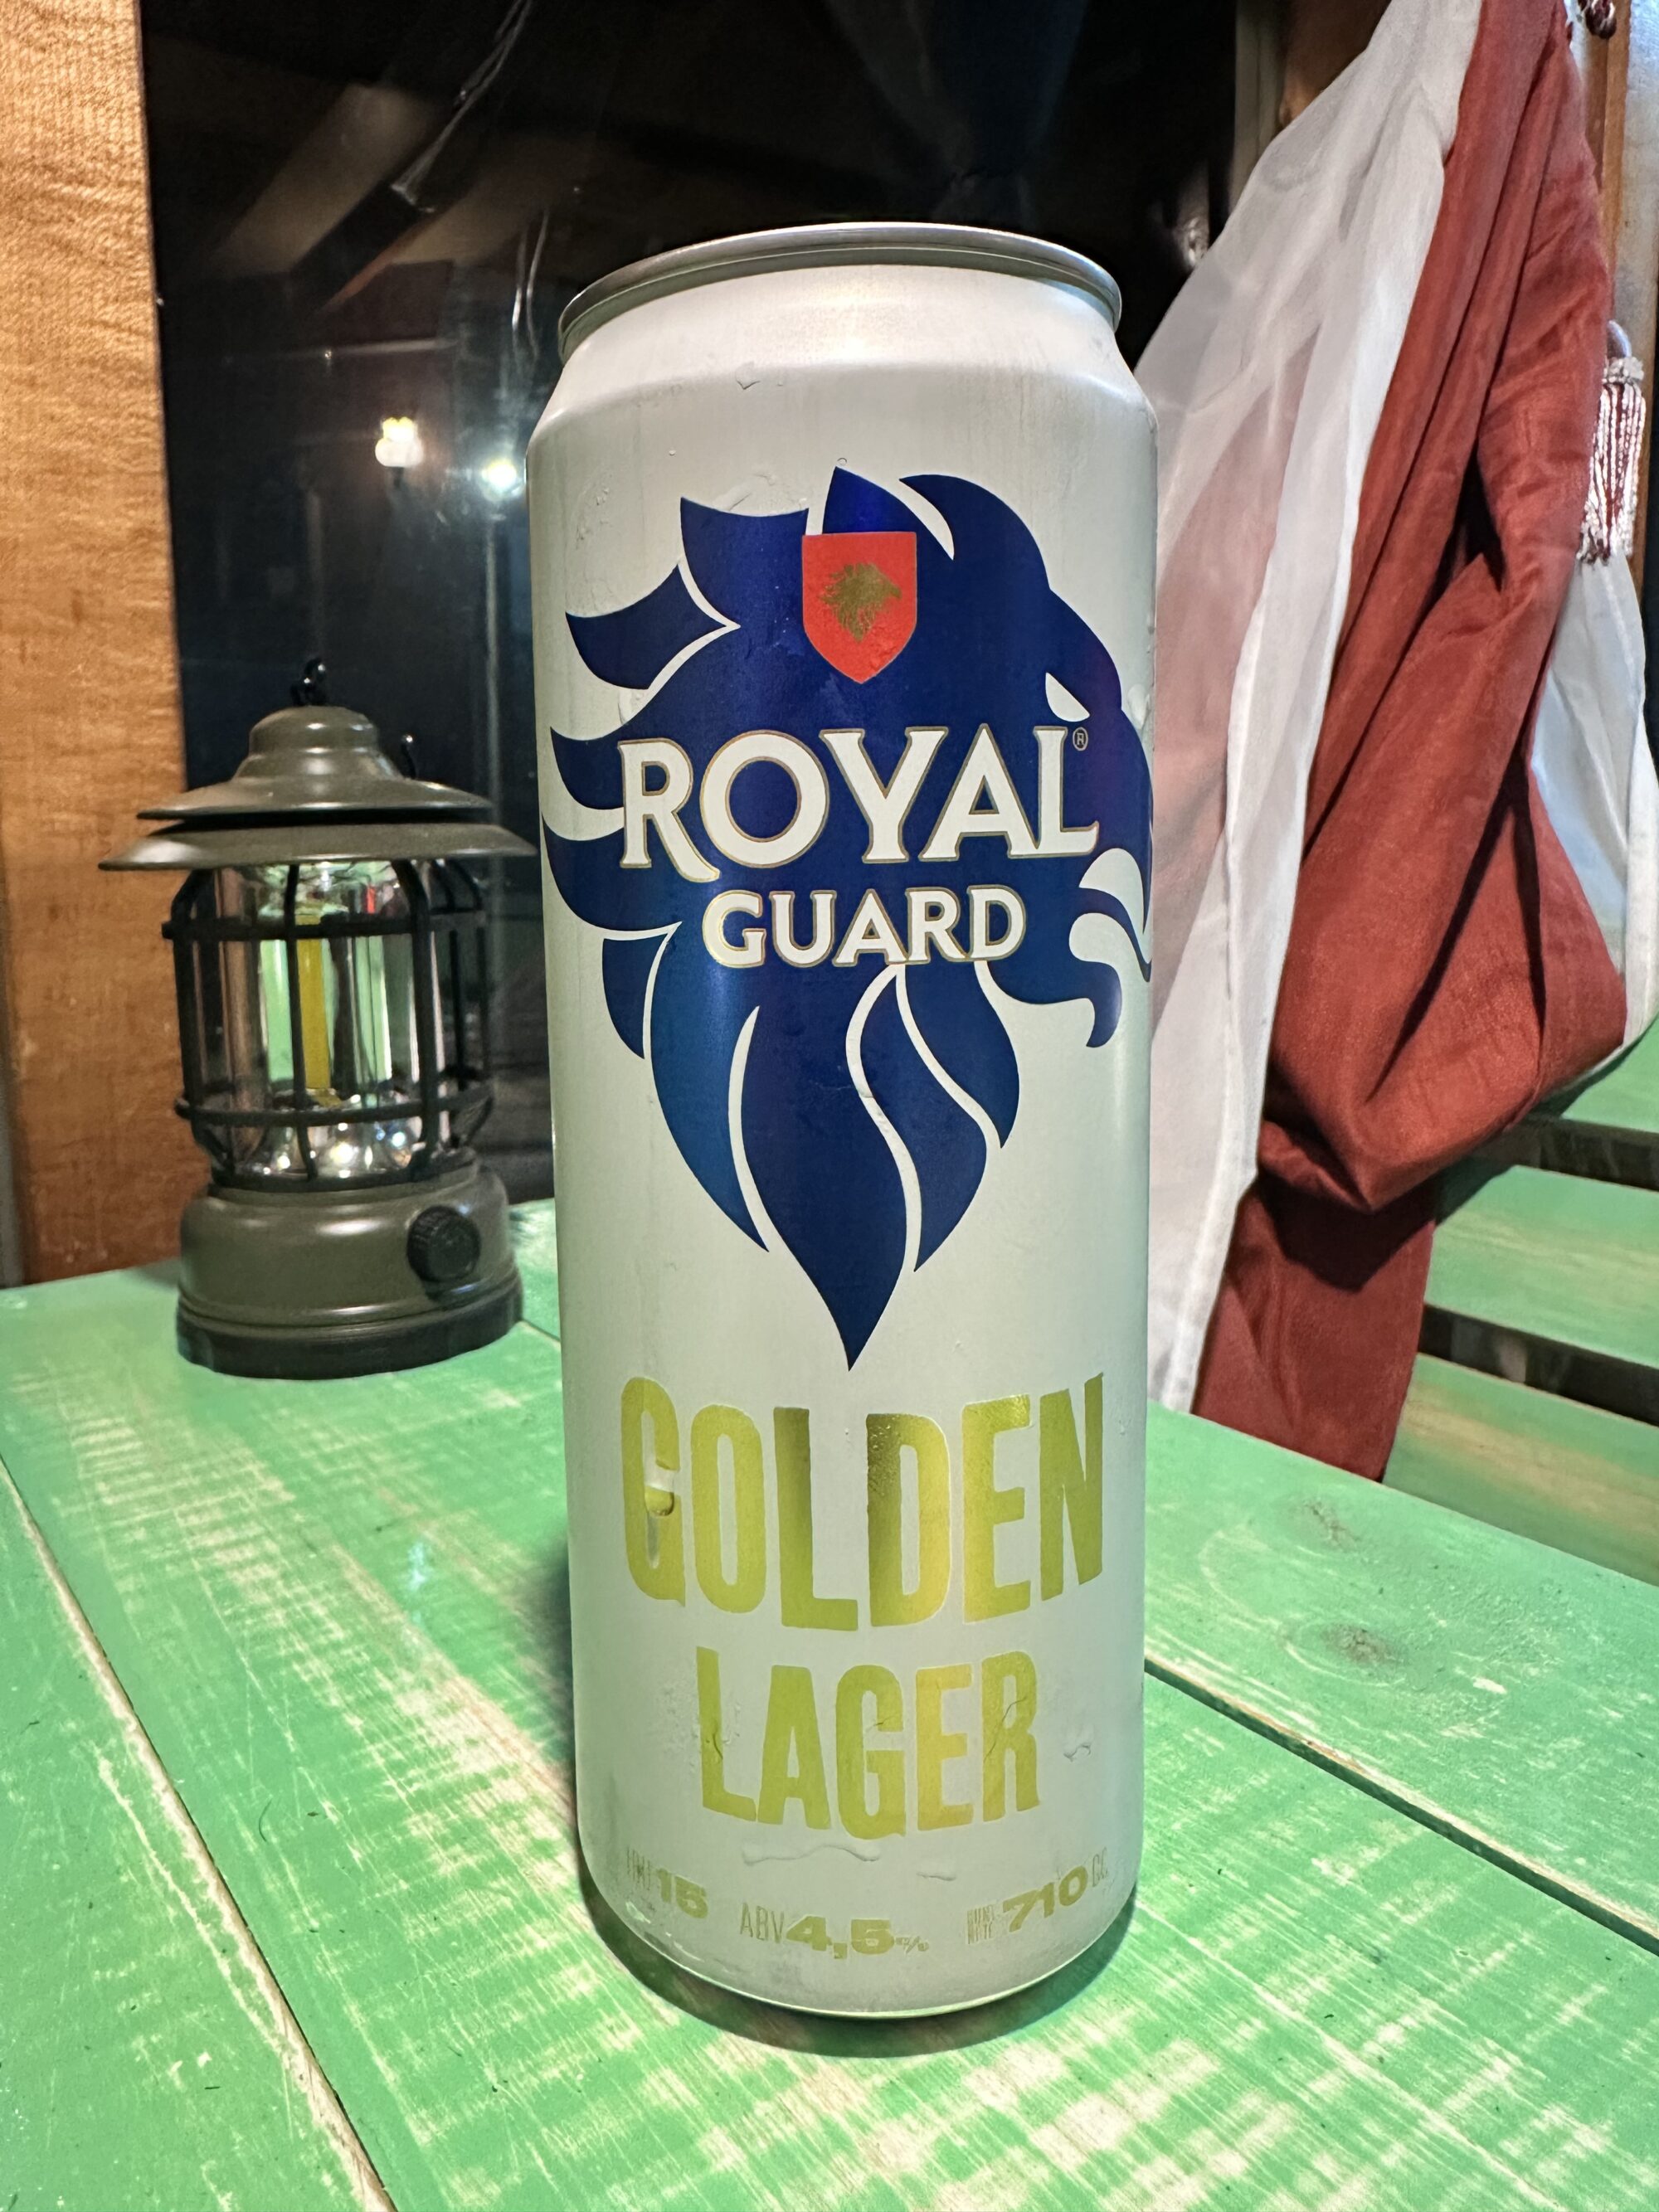 ROYAL®
GUARD
GOLDEN
LAGER
IBU 15 ABV 4,5% 710 CC